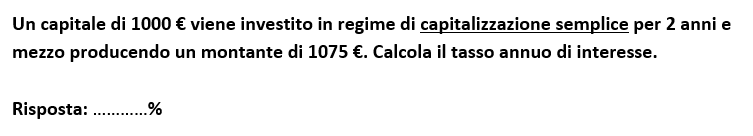 Un capitale di 1000 € viene investito in regime di capitalizzazione semplice per 2 anni e
mezzo producendo un montante di 1075 €. Calcola il tasso annuo di interesse.
Risposta: …………%